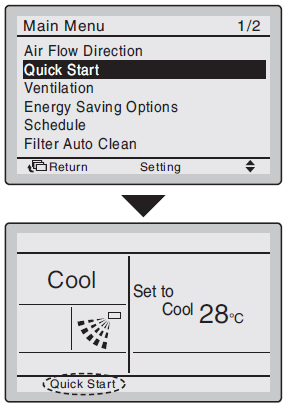 Main Menu 1/2
Air Flow Direction
Quick Start
Ventilation
Energy Saving Options
Schedule
Filter Auto Clean
Return Setting
Cool
Set to
Cool 28°C
Quick Start